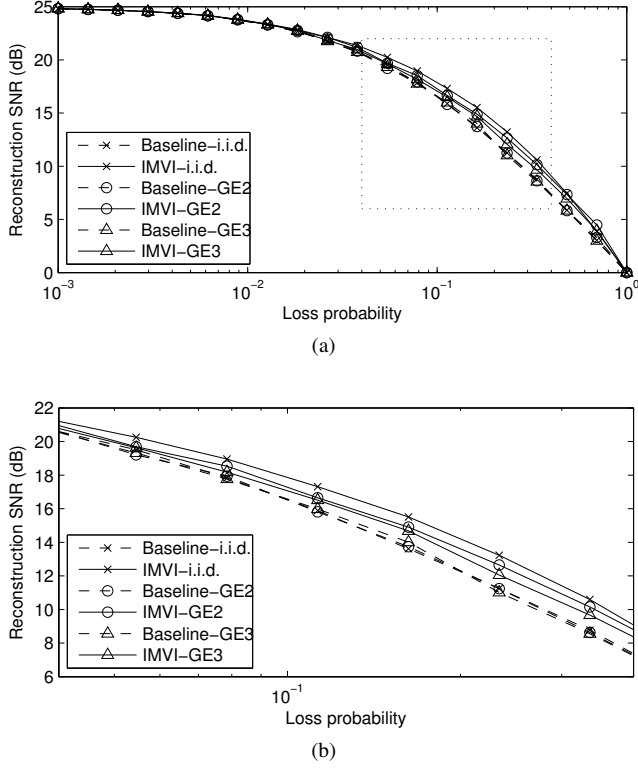 25
20
15
10
5
0
Reconstruction SNR (dB)
Baseline-i.i.d.
IMVI-i.i.d.
Baseline-GE2
IMVI-GE2
Baseline-GE3
IMVI-GE3
10⁻³
10⁻²
10⁻¹
10⁰
Loss probability
(a)
22
20
18
16
14
12
10
8
6
Reconstruction SNR (dB)
Baseline-i.i.d.
IMVI-i.i.d.
Baseline-GE2
IMVI-GE2
Baseline-GE3
IMVI-GE3
10⁻¹
Loss probability
(b)